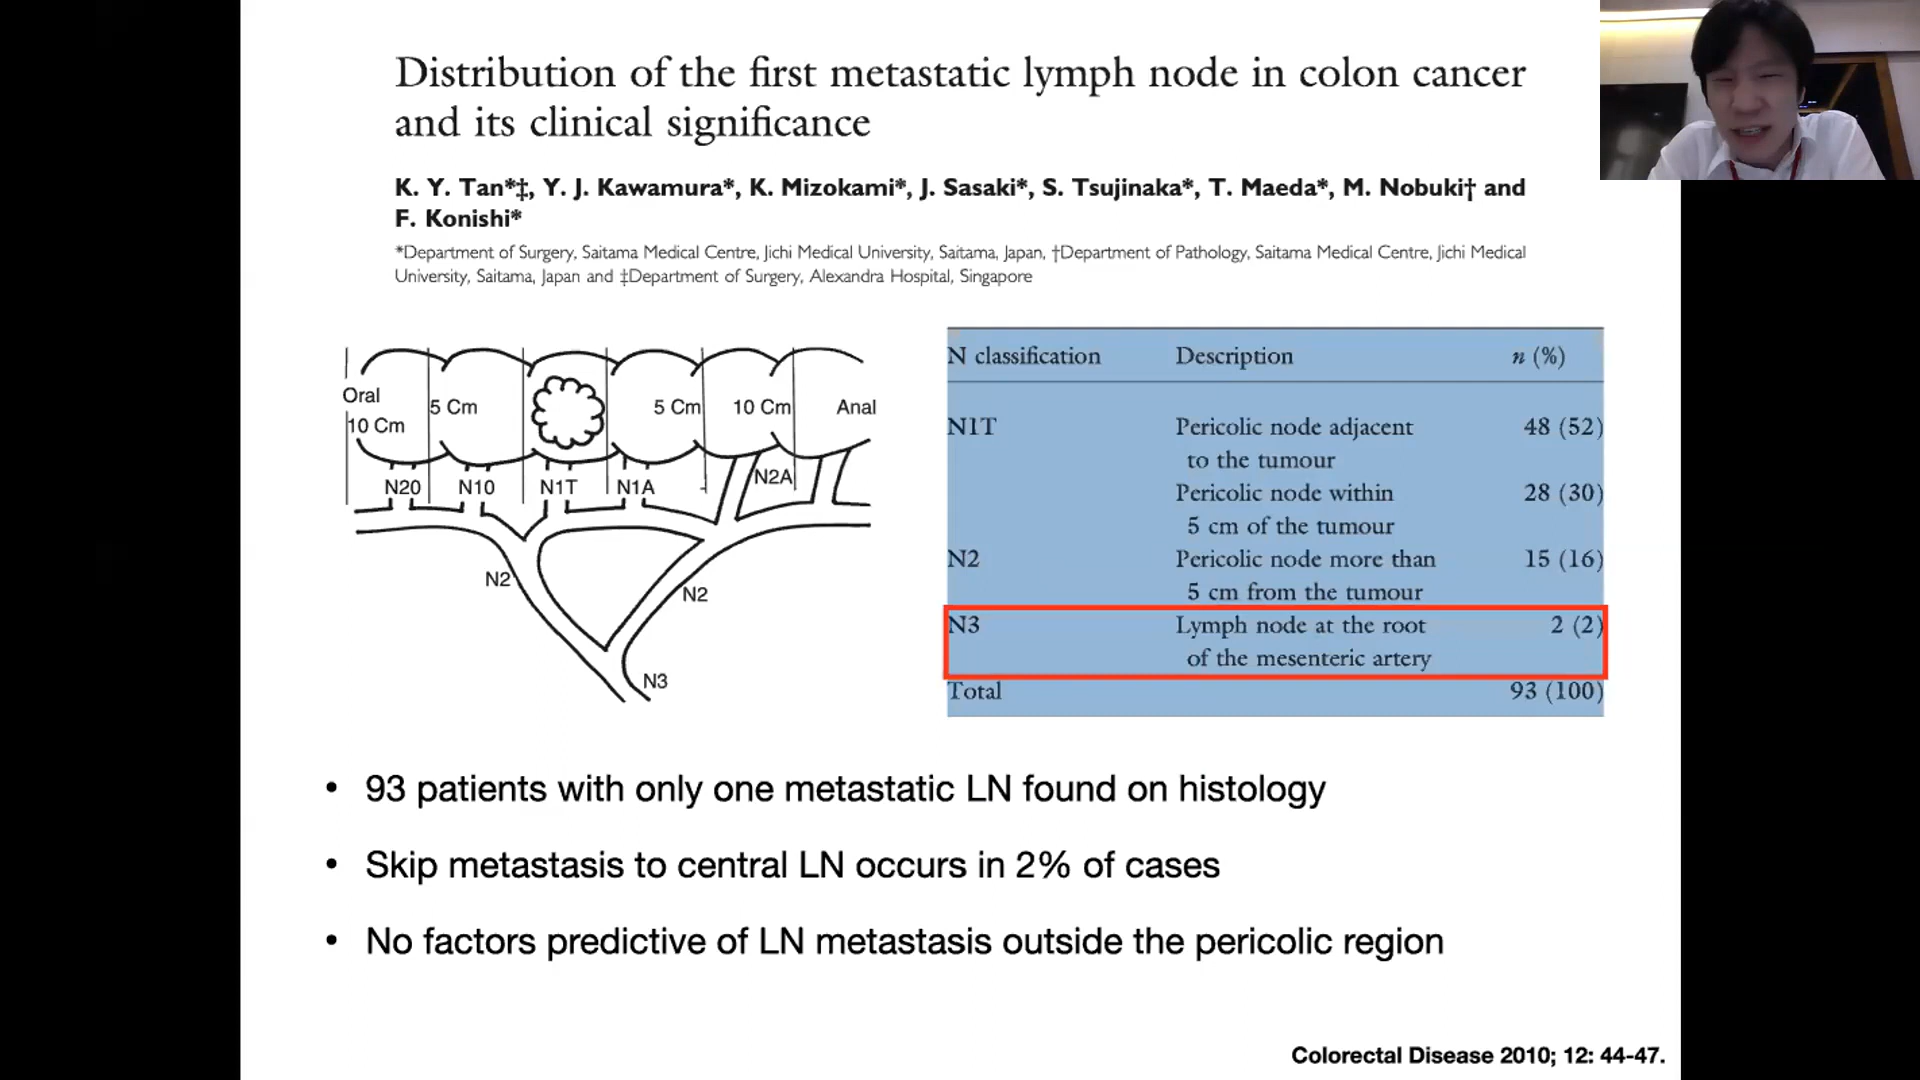 Distribution of the first metastatic lymph node in colon cancer
and its clinical significance
K. Y. Tan*‡, Y. J. Kawamura*, K. Mizokami*, J. Sasaki*, S. Tsujinaka*, T. Maeda*, M. Nobuki† and
F. Konishi*
*Department of Surgery, Saitama Medical Centre, Jichi Medical University, Saitama, Japan, †Department of Pathology, Saitama Medical Centre, Jichi Medical
University, Saitama, Japan and ‡Department of Surgery, Alexandra Hospital, Singapore
Oral
10 Cm
5 Cm
5 Cm
10 Cm
Anal
N20
N10
N1T
N1A
N2A
N2
N2
N3
N classification Description n (%)
N1T Pericolic node adjacent 48 (52)
to the tumour
Pericolic node within 28 (30)
5 cm of the tumour
N2 Pericolic node more than 15 (16)
5 cm from the tumour
N3 Lymph node at the root 2 (2)
of the mesenteric artery
Total 93 (100)
• 93 patients with only one metastatic LN found on histology
• Skip metastasis to central LN occurs in 2% of cases
• No factors predictive of LN metastasis outside the pericolic region
Colorectal Disease 2010; 12: 44-47.